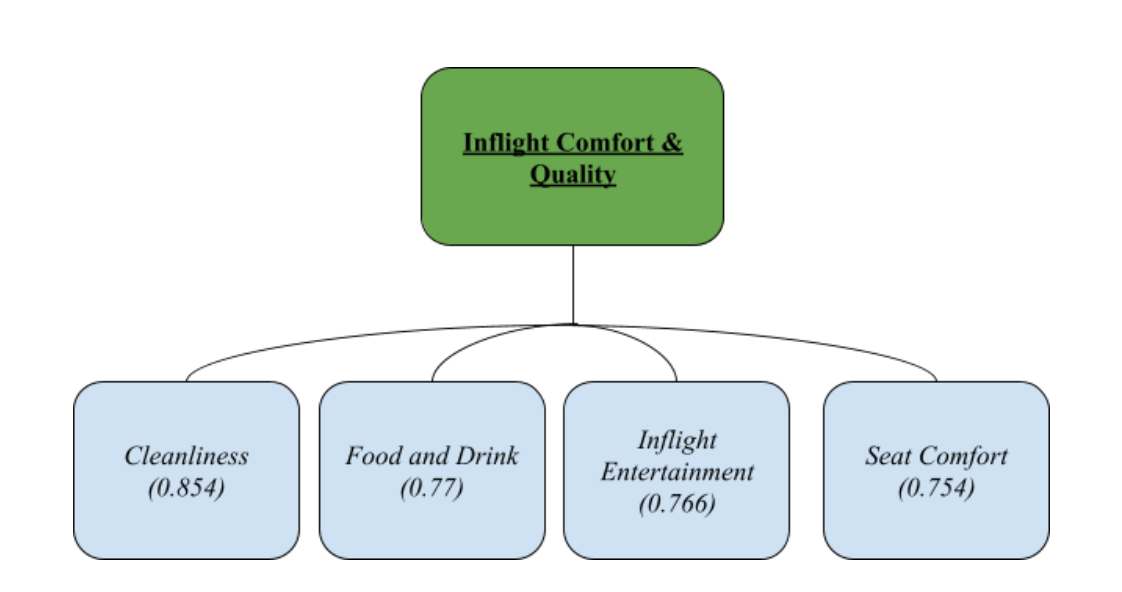 Inflight Comfort &
Quality
Cleanliness
(0.854)
Food and Drink
(0.77)
Inflight
Entertainment
(0.766)
Seat Comfort
(0.754)